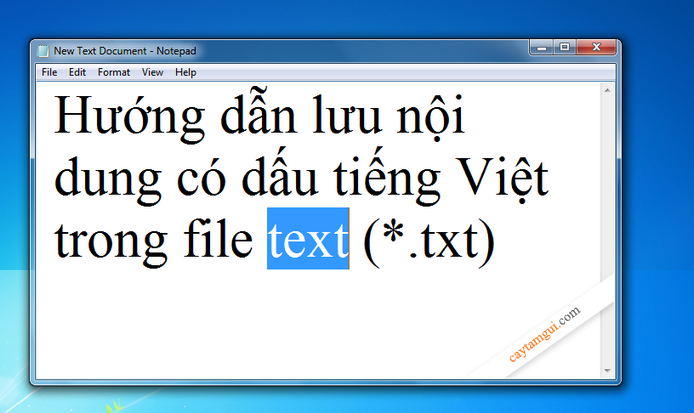 New Text Document - Notepad
File Edit Format View Help
Hướng dẫn lưu nội
dung có dấu tiếng Việt
trong file text (*.txt)
caytamgui.com